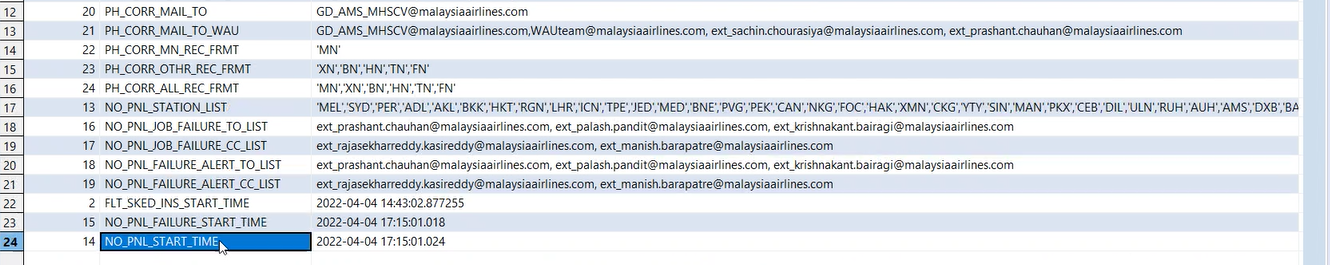 12 20 PH_CORR_MAIL_TO GD_AMS_MHSCV@malaysiaairlines.com
13 21 PH_CORR_MAIL_TO_WAU GD_AMS_MHSCV@malaysiaairlines.com,WAUteam@malaysiaairlines.com, ext_sachin.chourasiya@malaysiaairlines.com, ext_prashant.chauhan@malaysiaairlines.com
14 22 PH_CORR_MN_REC_FRMT 'MN'
15 23 PH_CORR_OTHR_REC_FRMT 'XN','BN','HN','TN','FN'
16 24 PH_CORR_ALL_REC_FRMT 'MN','XN','BN','HN','TN','FN'
17 13 NO_PNL_STATION_LIST 'MEL','SYD','PER','ADL','AKL','BKK','HKT','RGN','LHR','ICN','TPE','JED','MED','BNE','PVG','PEK','CAN','NKG','FOC','HAK','XMN','CKG','YTY','SIN','MAN','PKX','CEB','DIL','ULN','RUH','AUH','AMS','DXB','BA
18 16 NO_PNL_JOB_FAILURE_TO_LIST ext_prashant.chauhan@malaysiaairlines.com, ext_palash.pandit@malaysiaairlines.com, ext_krishnakant.bairagi@malaysiaairlines.com
19 17 NO_PNL_JOB_FAILURE_CC_LIST ext_rajasekharreddy.kasireddy@malaysiaairlines.com, ext_manish.barapatre@malaysiaairlines.com
20 18 NO_PNL_FAILURE_ALERT_TO_LIST ext_prashant.chauhan@malaysiaairlines.com, ext_palash.pandit@malaysiaairlines.com, ext_krishnakant.bairagi@malaysiaairlines.com
21 19 NO_PNL_FAILURE_ALERT_CC_LIST ext_rajasekharreddy.kasireddy@malaysiaairlines.com, ext_manish.barapatre@malaysiaairlines.com
22 2 FLT_SKED_INS_START_TIME 2022-04-04 14:43:02.877255
23 15 NO_PNL_FAILURE_START_TIME 2022-04-04 17:15:01.018
24 14 NO_PNL_START_TIME 2022-04-04 17:15:01.024